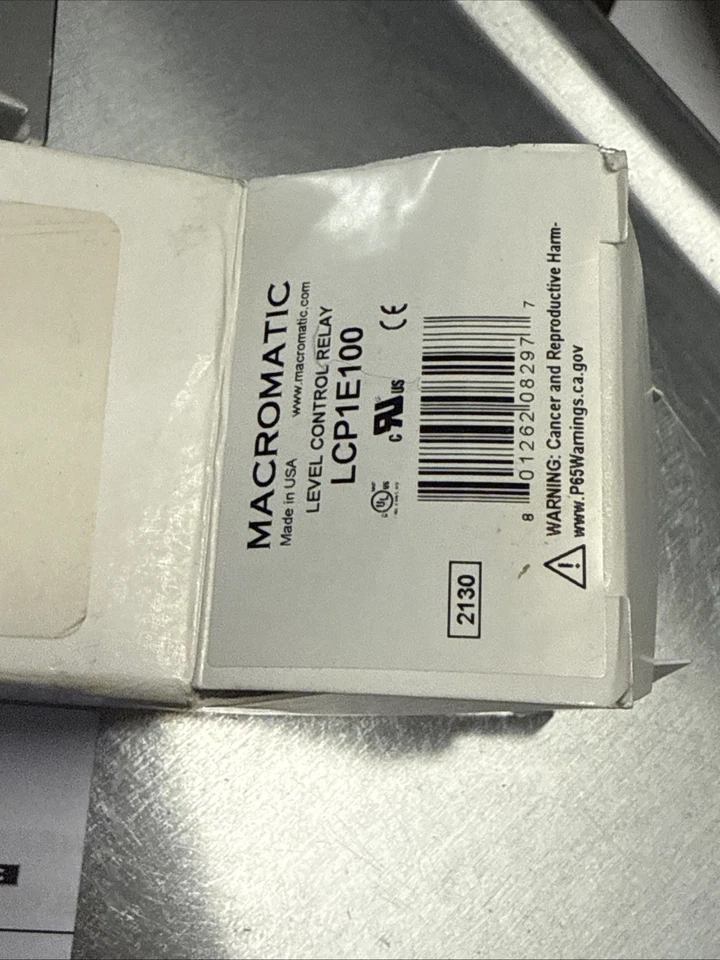 MACROMATIC
Made in USA www.macromatic.com
LEVEL CONTROL RELAY
LCP1E100
UL
C US CE
8 01262 08297 7
2130
WARNING: Cancer and Reproductive Harm-
www.P65Warnings.ca.gov